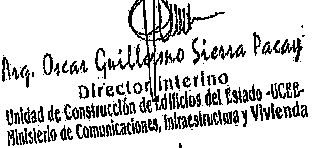 Arq. Oscar Guillermo Sierra Pacay
Director Interino
Unidad de Construcción de Edificios del Estado -UCEE-
Ministerio de Comunicaciones, Infraestructura y Vivienda